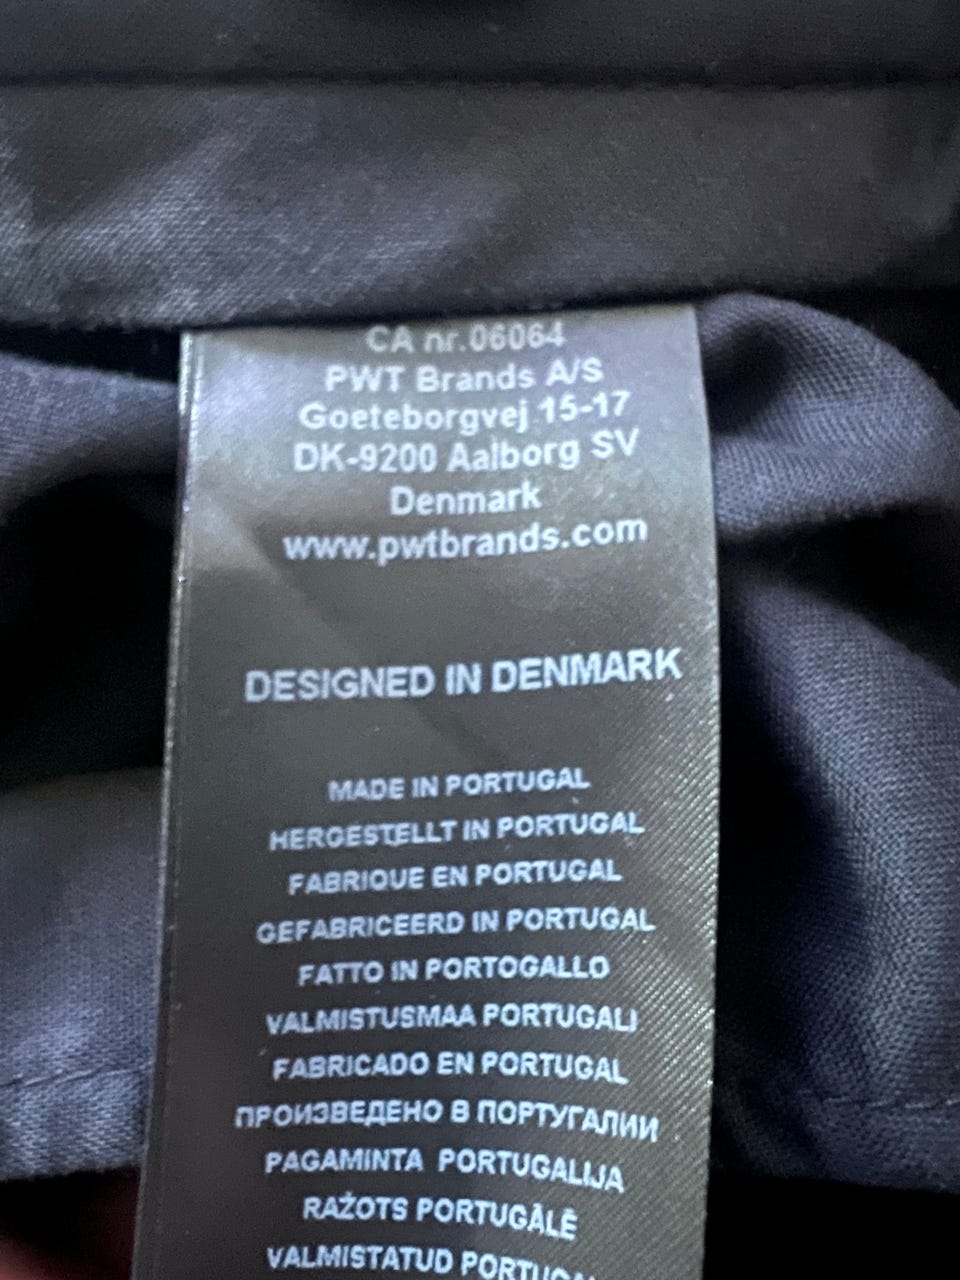 CA nr.06064
PWT Brands A/S
Goeteborgvej 15-17
DK-9200 Aalborg SV
Denmark
www.pwtbrands.com
DESIGNED IN DENMARK
MADE IN PORTUGAL
HERGESTELLT IN PORTUGAL
FABRIQUE EN PORTUGAL
GEFABRICEERD IN PORTUGAL
FATTO IN PORTOGALLO
VALMISTUSMAA PORTUGALI
FABRICADO EN PORTUGAL
ПРОИЗВЕДЕНО В ПОРТУГАЛИИ
PAGAMINTA PORTUGALIJA
RAŽOTS PORTUGĀLĒ
VALMISTATUD